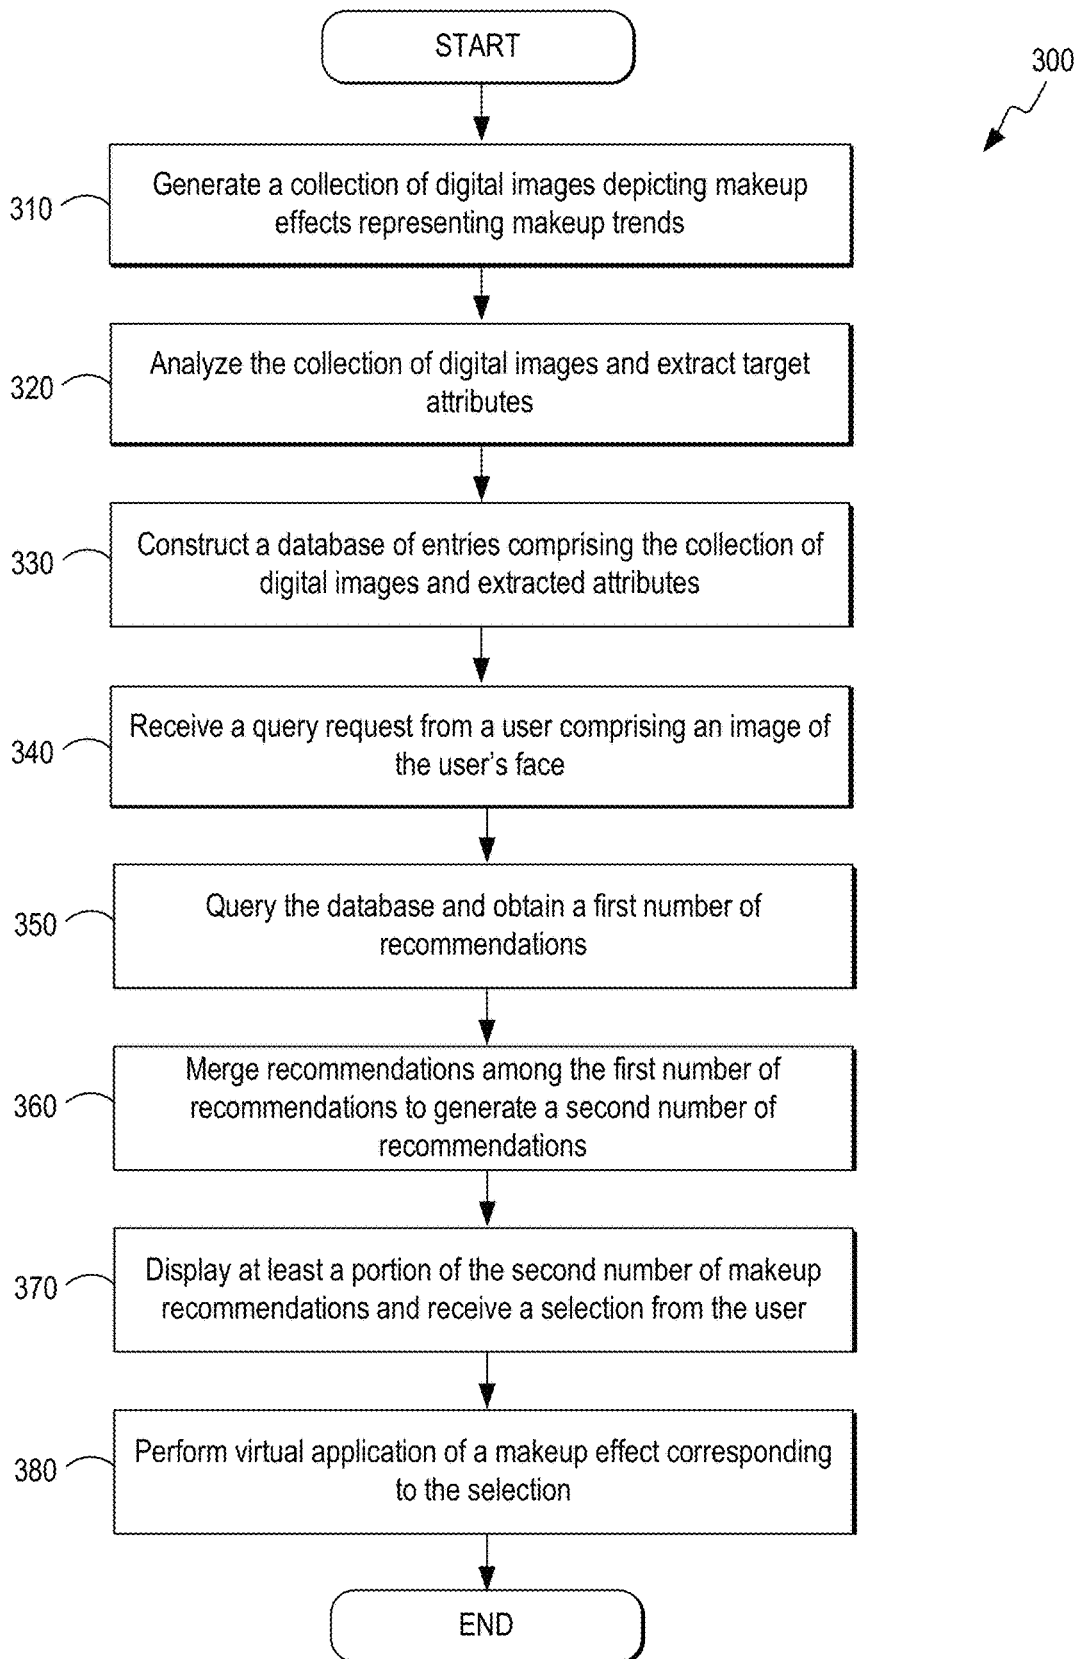 START
300
310
Generate a collection of digital images depicting makeup
effects representing makeup trends
320
Analyze the collection of digital images and extract target
attributes
330
Construct a database of entries comprising the collection of
digital images and extracted attributes
340
Receive a query request from a user comprising an image of
the user's face
350
Query the database and obtain a first number of
recommendations
360
Merge recommendations among the first number of
recommendations to generate a second number of
recommendations
370
Display at least a portion of the second number of makeup
recommendations and receive a selection from the user
380
Perform virtual application of a makeup effect corresponding
to the selection
END